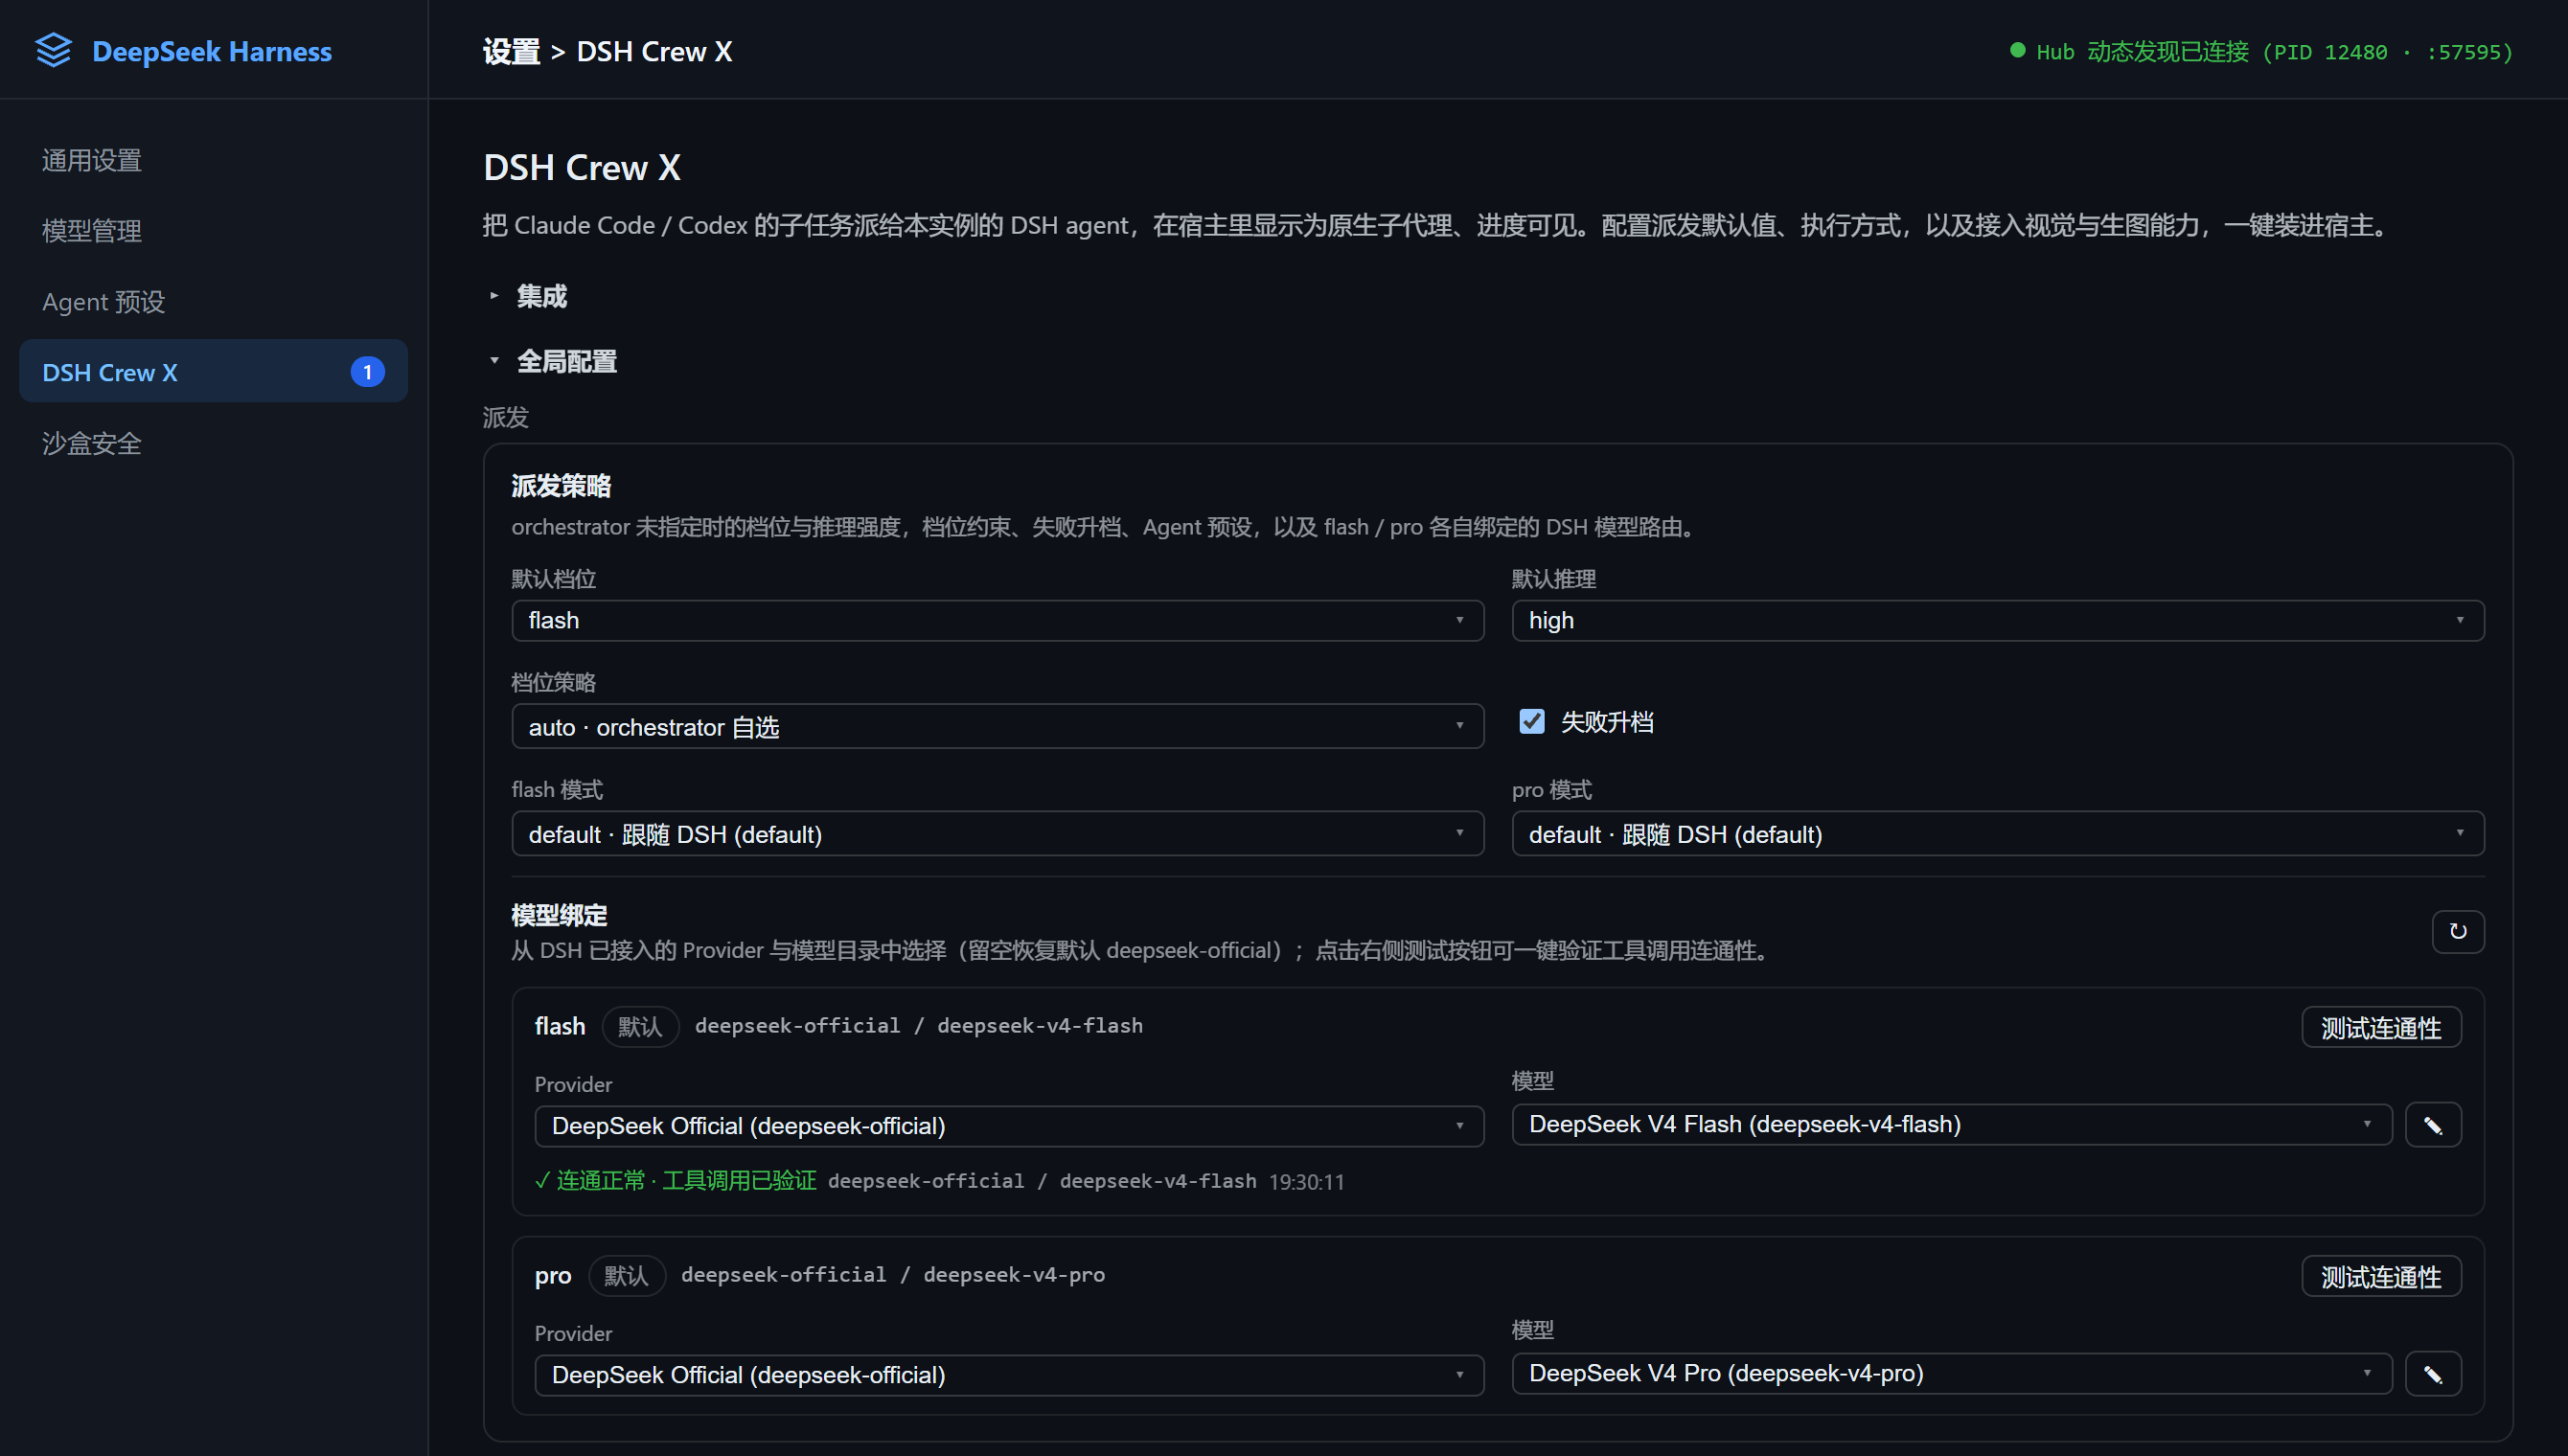 DeepSeek Harness
设置 > DSH Crew X
Hub 动态发现已连接 (PID 12480 · :57595)
通用设置
模型管理
Agent 预设
DSH Crew X 1
沙盒安全
DSH Crew X
把 Claude Code / Codex 的子任务派给本实例的 DSH agent，在宿主里显示为原生子代理、进度可见。配置派发默认值、执行方式，以及接入视觉与生图能力，一键装进宿主。
集成
全局配置
派发
派发策略
orchestrator 未指定时的档位与推理强度，档位约束、失败升档、Agent 预设，以及 flash / pro 各自绑定的 DSH 模型路由。
默认档位 默认推理
flash high
档位策略
auto · orchestrator 自选 失败升档
flash 模式 pro 模式
default · 跟随 DSH (default) default · 跟随 DSH (default)
模型绑定
从 DSH 已接入的 Provider 与模型目录中选择（留空恢复默认 deepseek-official）；点击右侧测试按钮可一键验证工具调用连通性。
flash 默认 deepseek-official / deepseek-v4-flash 测试连通性
Provider 模型
DeepSeek Official (deepseek-official) DeepSeek V4 Flash (deepseek-v4-flash)
✓ 连通正常 · 工具调用已验证 deepseek-official / deepseek-v4-flash 19:30:11
pro 默认 deepseek-official / deepseek-v4-pro 测试连通性
Provider 模型
DeepSeek Official (deepseek-official) DeepSeek V4 Pro (deepseek-v4-pro)